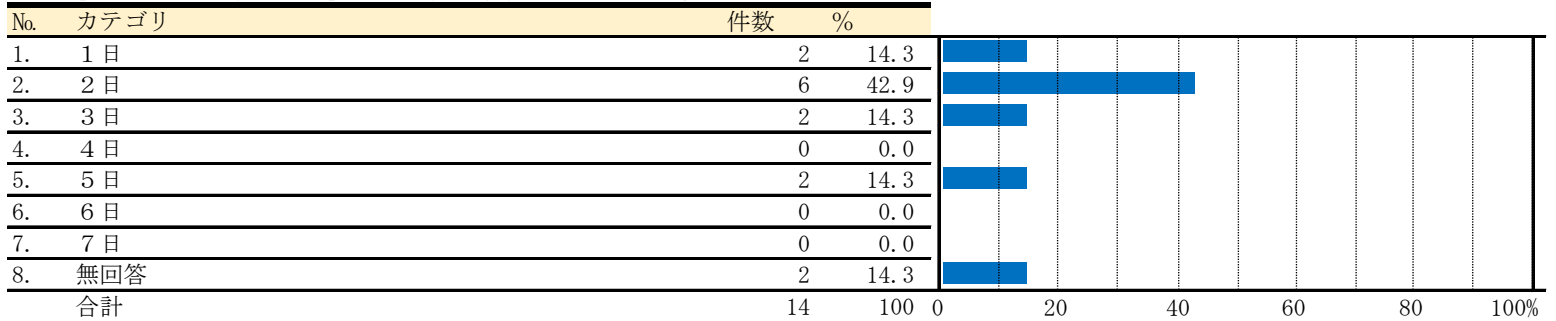 № カテゴリ 件数 %
1. １日 2 14.3
2. ２日 6 42.9
3. ３日 2 14.3
4. ４日 0 0.0
5. ５日 2 14.3
6. ６日 0 0.0
7. ７日 0 0.0
8. 無回答 2 14.3
合計 14 100 0 20 40 60 80 100%